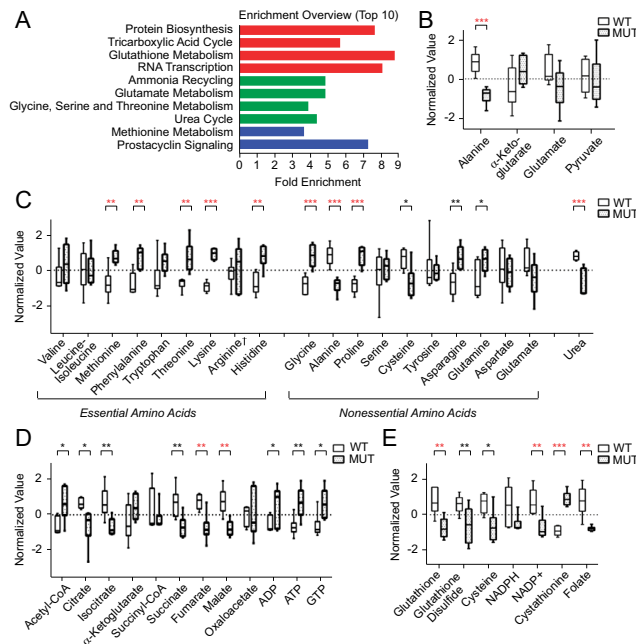 A
Enrichment Overview (Top 10)
Protein Biosynthesis
Tricarboxylic Acid Cycle
Glutathione Metabolism
RNA Transcription
Ammonia Recycling
Glutamate Metabolism
Glycine, Serine and Threonine Metabolism
Urea Cycle
Methionine Metabolism
Prostacyclin Signaling
0 1 2 3 4 5 6 7 8 9
Fold Enrichment
B
WT
MUT
***
Normalized Value
2
0
-2
Alanine
α-Keto-
glutarate
Glutamate
Pyruvate
C
WT
MUT
** ** ** *** ** *** *** *** * ** * ***
Normalized Value
2
0
-2
Valine
Leucine-
Isoleucine
Methionine
Phenylalanine
Tryptophan
Threonine
Lysine
Arginine↑
Histidine
Glycine
Alanine
Proline
Serine
Cysteine
Tyrosine
Asparagine
Glutamine
Aspartate
Glutamate
Urea
Essential Amino Acids
Nonessential Amino Acids
D
WT
MUT
* * ** ** ** ** * ** *
Normalized Value
2
0
-2
Acetyl-CoA
Citrate
Isocitrate
α-Ketoglutarate
Succinyl-CoA
Succinate
Fumarate
Malate
Oxaloacetate
ADP
ATP
GTP
E
WT
MUT
** ** * ** *** **
Normalized Value
2
0
-2
Glutathione
Glutathione
Disulfide
Cysteine
NADPH
NADP+
Cystathionine
Folate